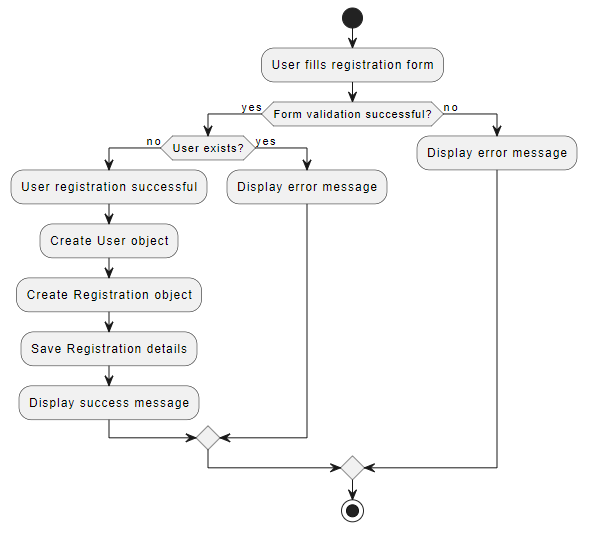 User fills registration form
yes
Form validation successful?
no
no
User exists?
yes
Display error message
User registration successful
Display error message
Create User object
Create Registration object
Save Registration details
Display success message